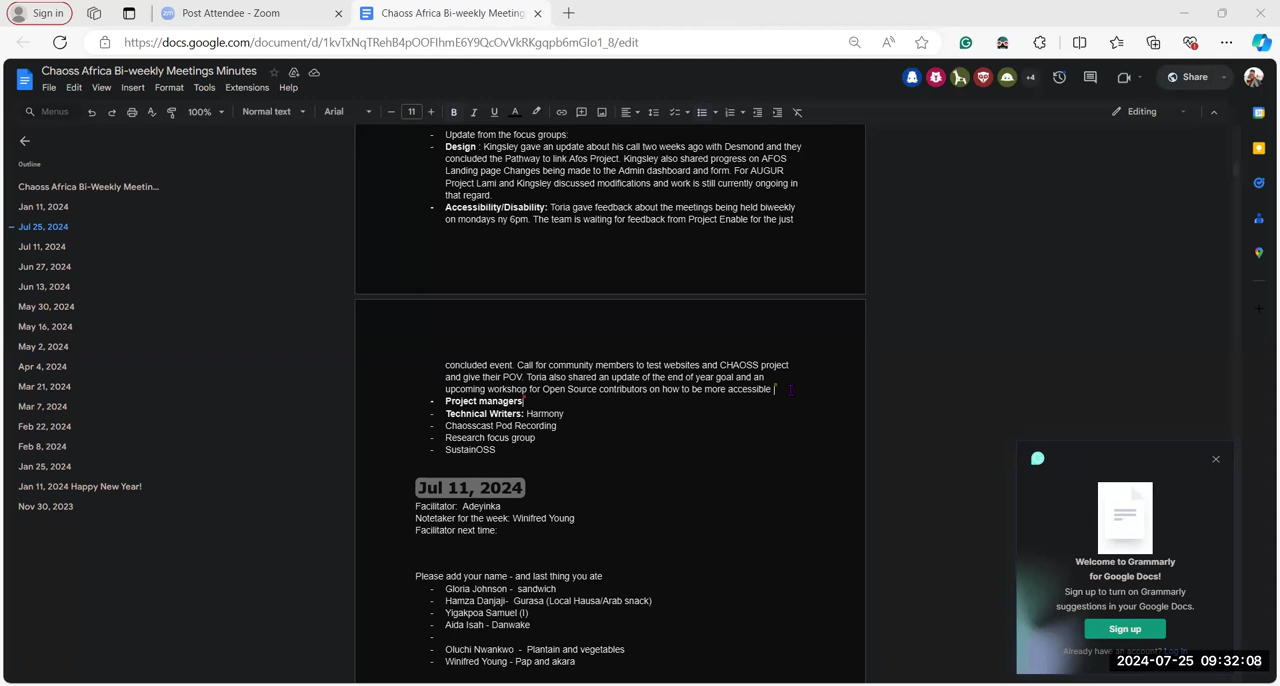 Sign in
Post Attendee - Zoom
Chaoss Africa Bi-weekly Meeting
https://docs.google.com/document/d/1kvTxNqTRehB4pOOFIhmE6Y9QcOvVkRKgqpb6mGIo1_8/edit
Chaoss Africa Bi-weekly Meetings Minutes
File Edit View Insert Format Tools Extensions Help
+4
Share
Menus
100%
Normal text
Arial
11
Editing
Outline
Chaoss Africa Bi-Weekly Meetin...
Jan 11, 2024
Jul 25, 2024
Jul 11, 2024
Jun 27, 2024
Jun 13, 2024
May 30, 2024
May 16, 2024
May 2, 2024
Apr 4, 2024
Mar 21, 2024
Mar 7, 2024
Feb 22, 2024
Feb 8, 2024
Jan 25, 2024
Jan 11, 2024 Happy New Year!
Nov 30, 2023
- Update from the focus groups:
- Design : Kingsley gave an update about his call two weeks ago with Desmond and they
concluded the Pathway to link Afos Project. Kingsley also shared progress on AFOS
Landing page Changes being made to the Admin dashboard and form. For AUGUR
Project Lami and Kingsley discussed modifications and work is still currently ongoing in
that regard.
- Accessibility/Disability: Toria gave feedback about the meetings being held biweekly
on mondays ny 6pm. The team is waiting for feedback from Project Enable for the just
concluded event. Call for community members to test websites and CHAOSS project
and give their POV. Toria also shared an update of the end of year goal and an
upcoming workshop for Open Source contributors on how to be more accessible
- Project managers
- Technical Writers: Harmony
- Chaosscast Pod Recording
- Research focus group
- SustainOSS
Jul 11, 2024
Facilitator: Adeyinka
Notetaker for the week: Winifred Young
Facilitator next time:
Please add your name - and last thing you ate
- Gloria Johnson - sandwich
- Hamza Danjaji- Gurasa (Local Hausa/Arab snack)
- Yigakpoa Samuel (I)
- Aida Isah - Danwake
-
- Oluchi Nwankwo - Plantain and vegetables
- Winifred Young - Pap and akara
Welcome to Grammarly
for Google Docs!
Sign up to turn on Grammarly
suggestions in your Google Docs.
Sign up
Already have an account? Log in
2024-07-25 09:32:08